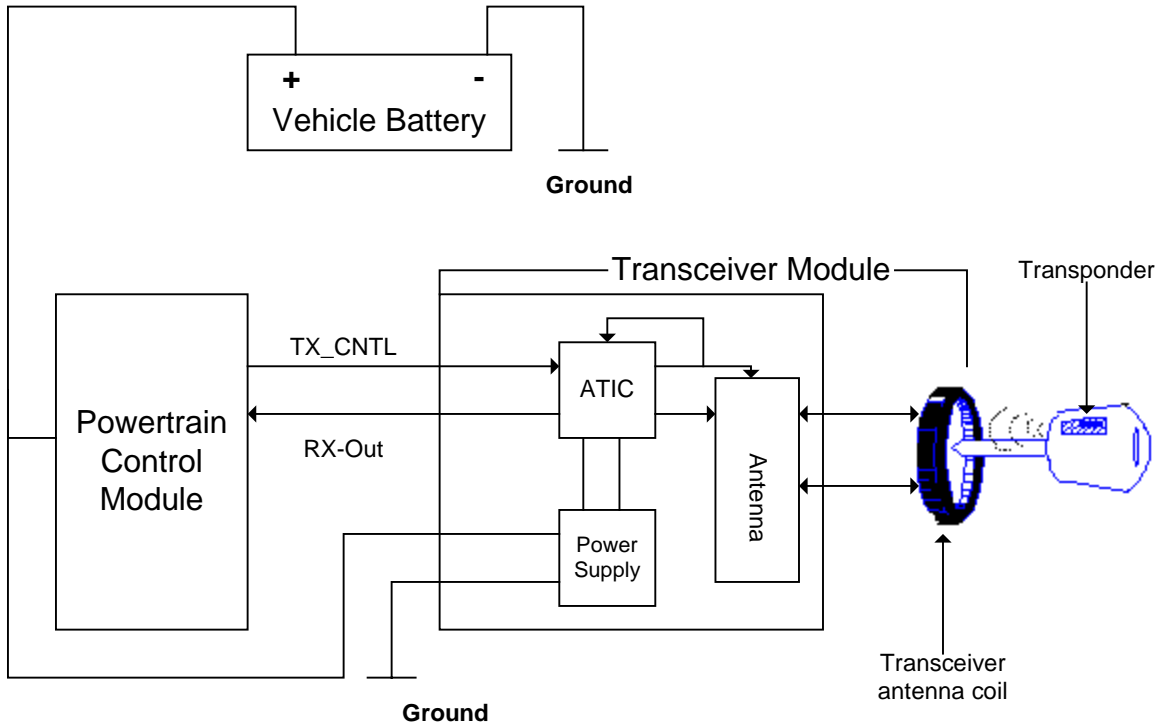 + -
Vehicle Battery
Ground
Transceiver Module
Transponder
TX_CNTL
ATIC
Powertrain
Control
Module
RX-Out
Antenna
Power
Supply
Transceiver
antenna coil
Ground